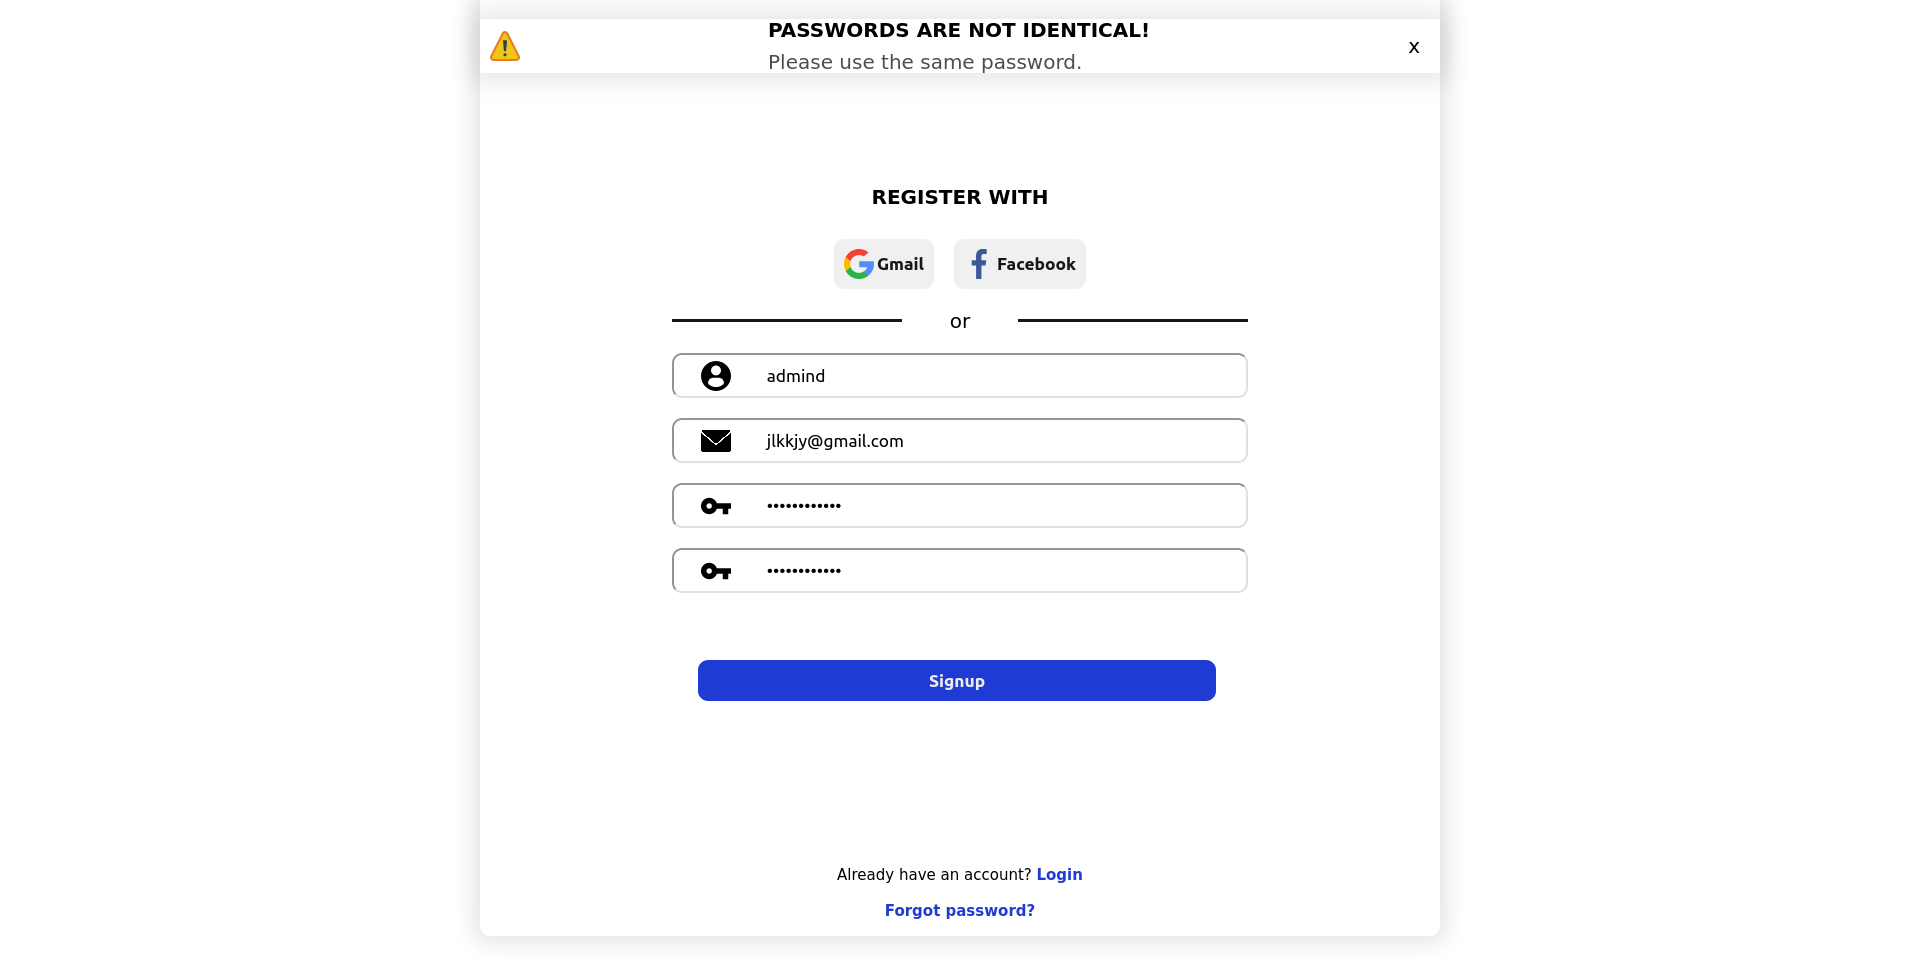 PASSWORDS ARE NOT IDENTICAL!
Please use the same password.
x
REGISTER WITH
Gmail
Facebook
or
admind
jlkkjy@gmail.com
••••••••••••
••••••••••••
Signup
Already have an account? Login
Forgot password?